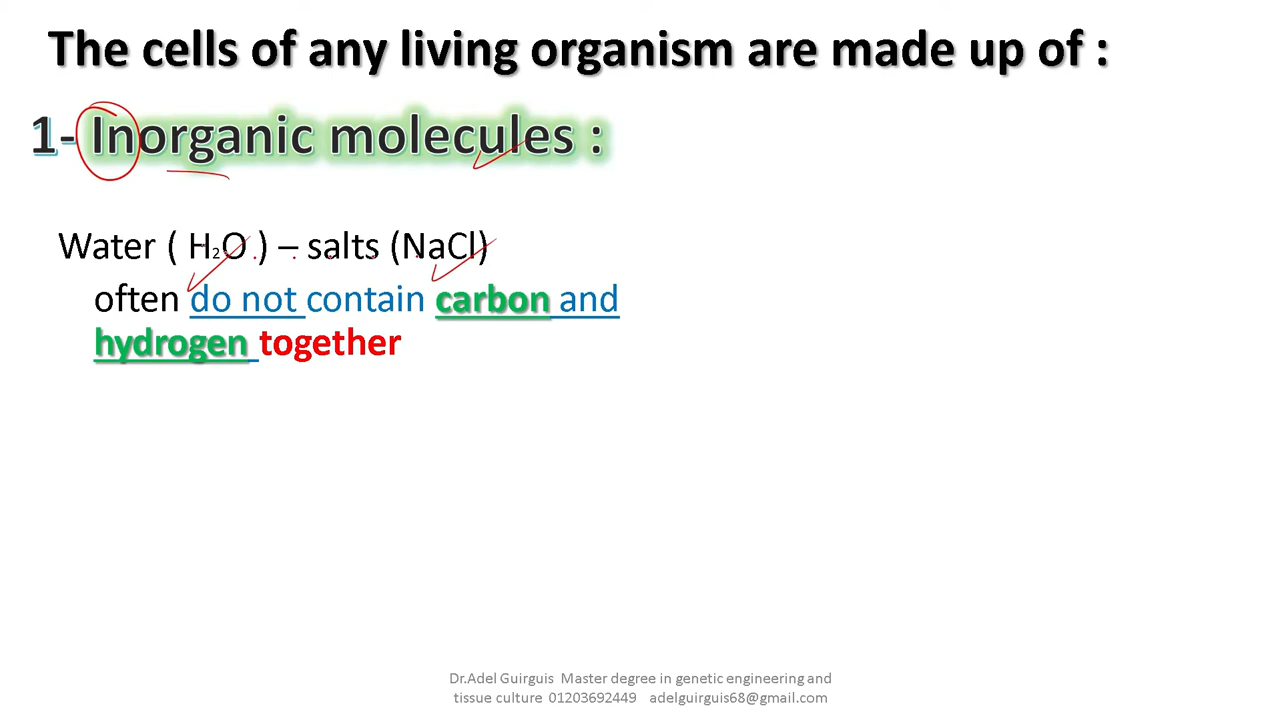 The cells of any living organism are made up of :
1- Inorganic molecules :
Water ( H₂O ) – salts (NaCl)
often do not contain carbon and
hydrogen together
Dr.Adel Guirguis Master degree in genetic engineering and
tissue culture 01203692449 adelguirguis68@gmail.com